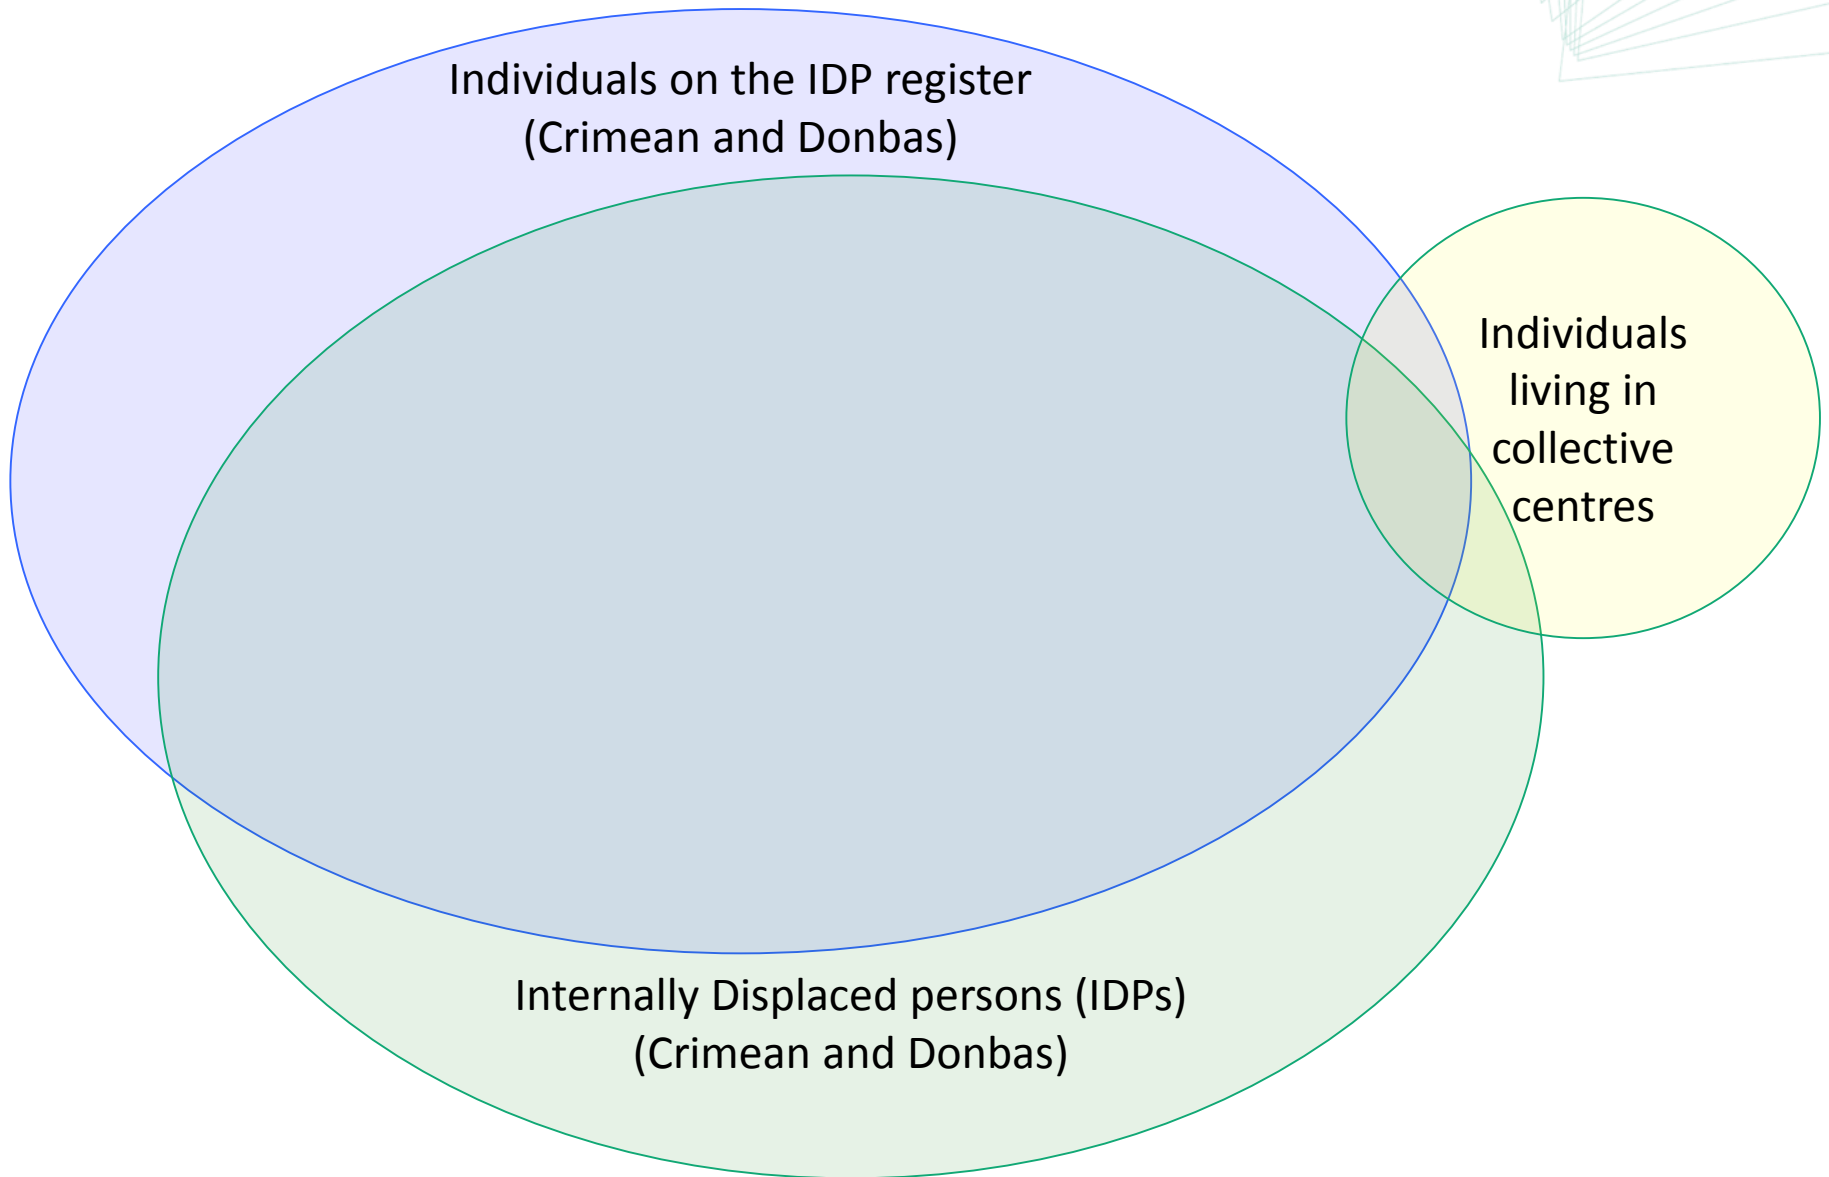 Individuals on the IDP register
(Crimean and Donbas)
Individuals
living in
collective
centres
Internally Displaced persons (IDPs)
(Crimean and Donbas)